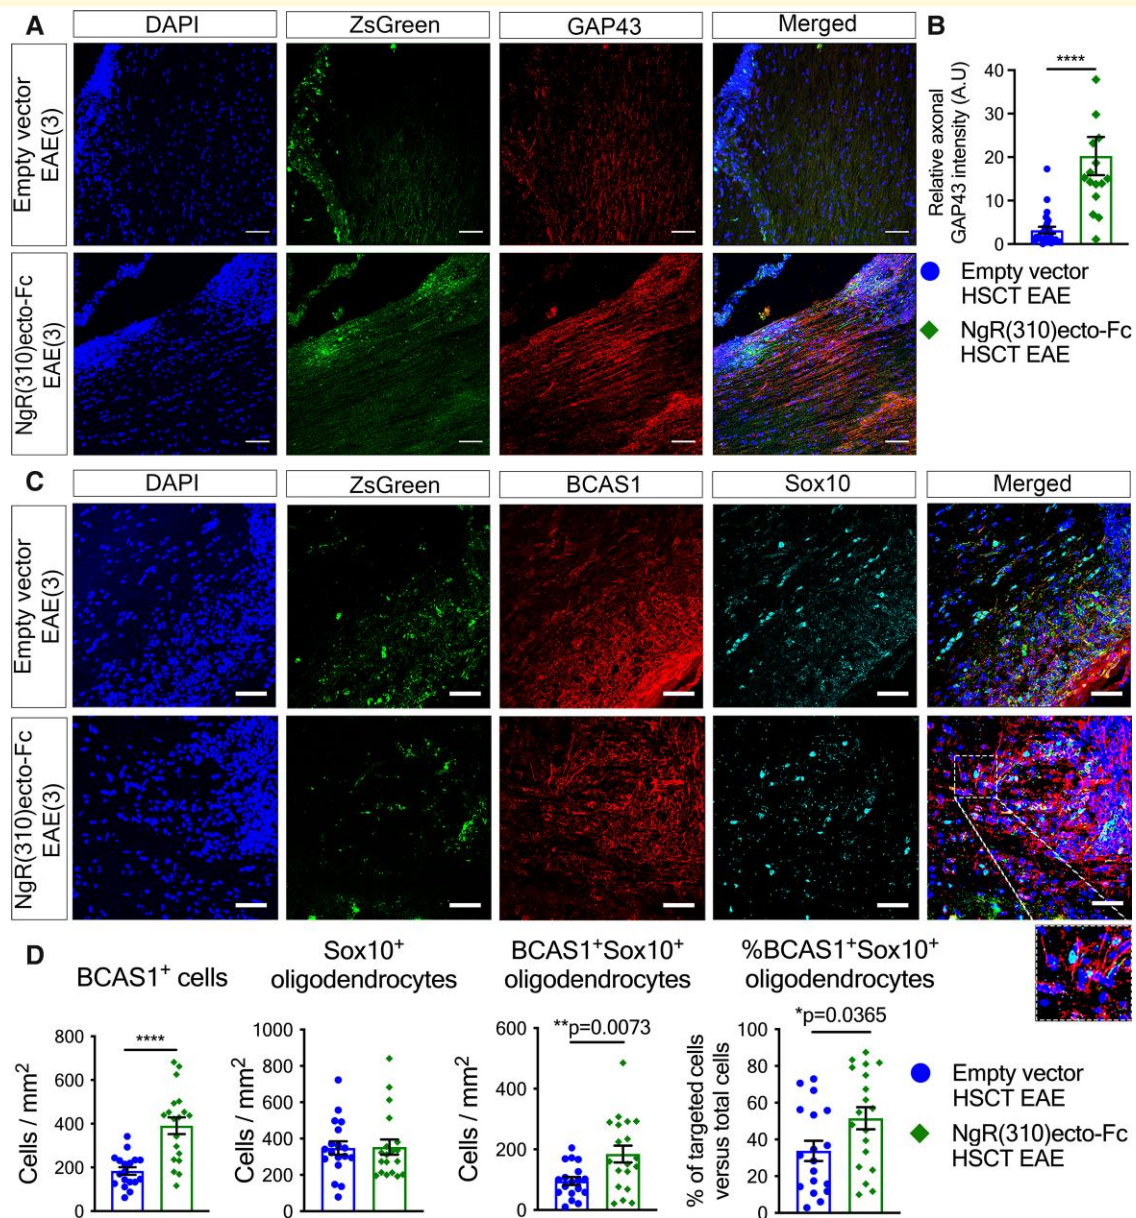 A
DAPI
ZsGreen
GAP43
Merged
Empty vector
EAE(3)
NgR(310)ecto-Fc
EAE(3)
B
****
40
30
20
10
0
Relative axonal
GAP43 intensity (A.U)
Empty vector
HSCT EAE
NgR(310)ecto-Fc
HSCT EAE
C
DAPI
ZsGreen
BCAS1
Sox10
Merged
Empty vector
EAE(3)
NgR(310)ecto-Fc
EAE(3)
D
BCAS1⁺ cells
****
800
600
400
200
0
Cells / mm²
Sox10⁺
oligodendrocytes
1000
800
600
400
200
0
Cells / mm²
BCAS1⁺Sox10⁺
oligodendrocytes
**p=0.0073
600
400
200
0
Cells / mm²
%BCAS1⁺Sox10⁺
oligodendrocytes
*p=0.0365
100
80
60
40
20
0
% of targeted cells
versus total cells
Empty vector
HSCT EAE
NgR(310)ecto-Fc
HSCT EAE